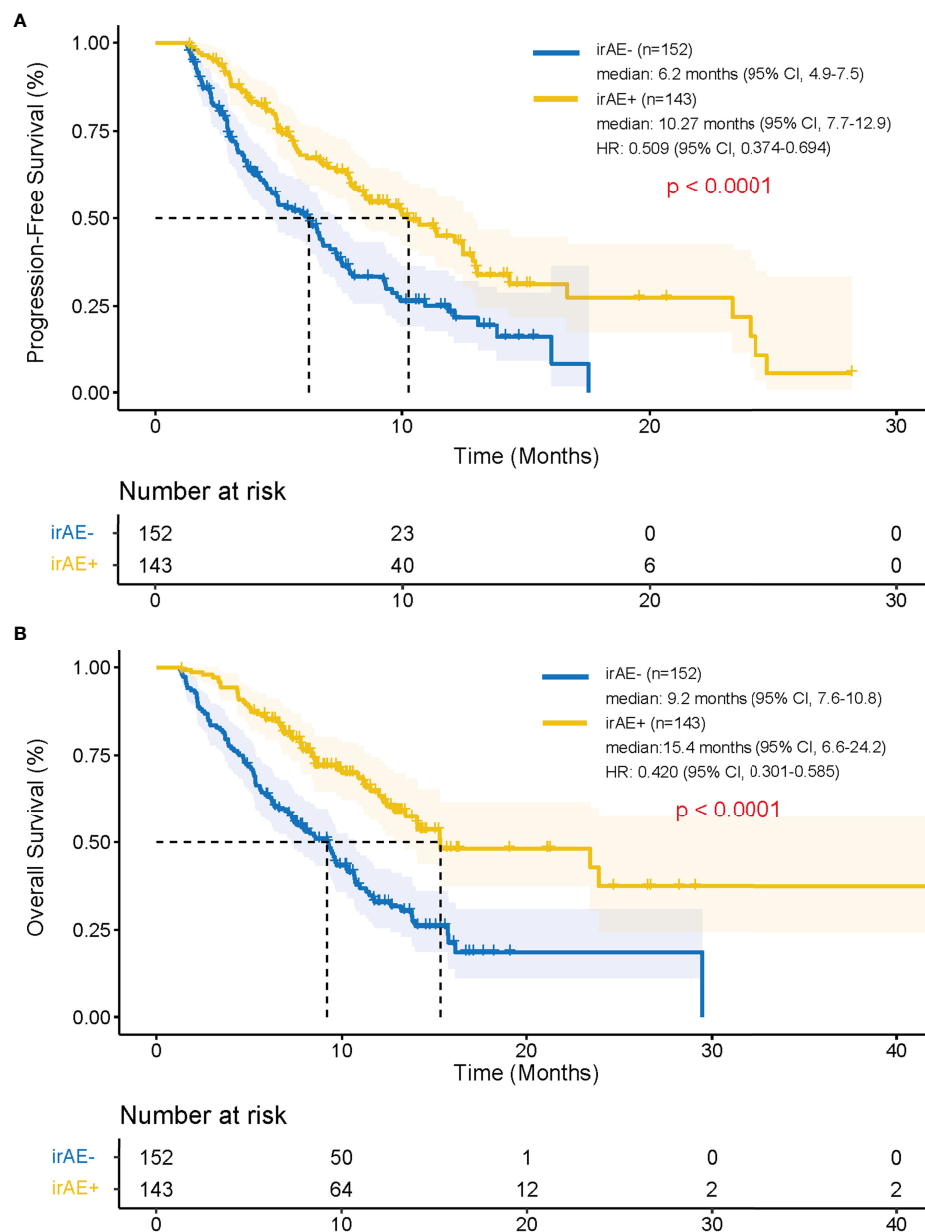 A
Progression-Free Survival (%)
1.00
0.75
0.50
0.25
0.00
irAE- (n=152)
median: 6.2 months (95% CI, 4.9-7.5)
irAE+ (n=143)
median: 10.27 months (95% CI, 7.7-12.9)
HR: 0.509 (95% CI, 0.374-0.694)
p < 0.0001
0 10 20 30
Time (Months)
Number at risk
irAE- 152 23 0 0
irAE+ 143 40 6 0
0 10 20 30
B
Overall Survival (%)
1.00
0.75
0.50
0.25
0.00
irAE- (n=152)
median: 9.2 months (95% CI, 7.6-10.8)
irAE+ (n=143)
median:15.4 months (95% CI, 6.6-24.2)
HR: 0.420 (95% CI, 0.301-0.585)
p < 0.0001
0 10 20 30 40
Time (Months)
Number at risk
irAE- 152 50 1 0 0
irAE+ 143 64 12 2 2
0 10 20 30 40